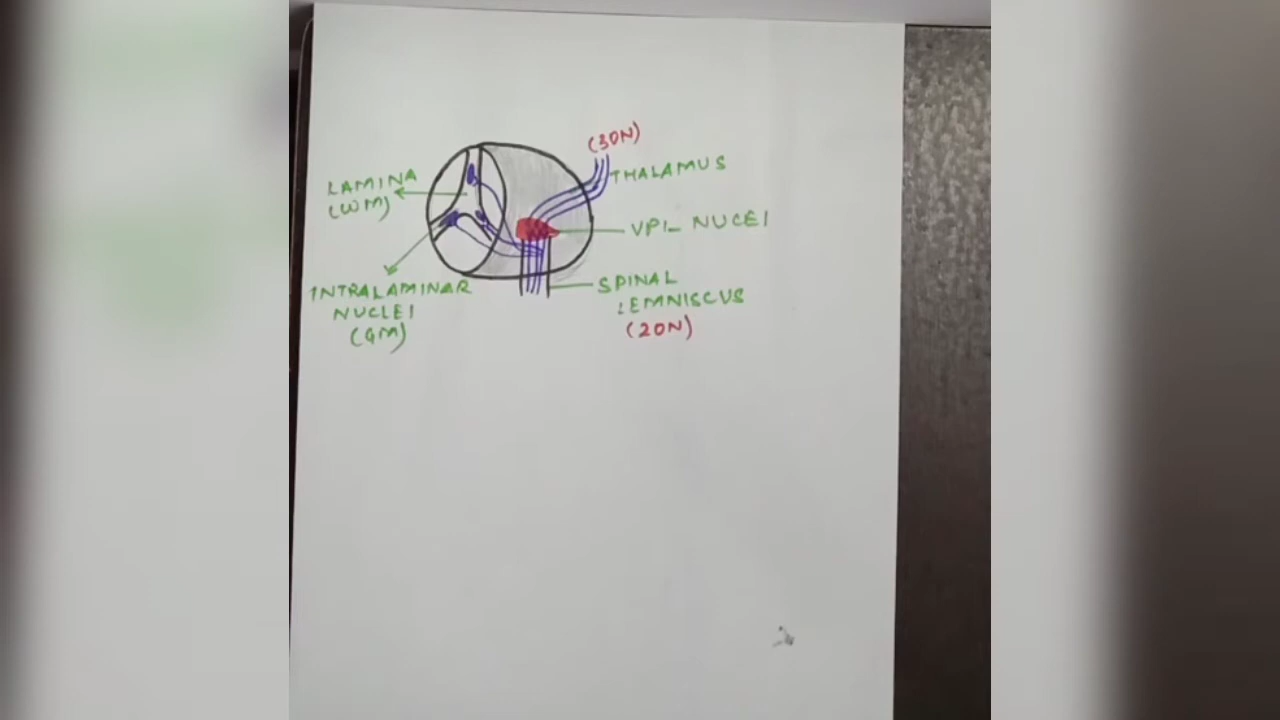 (3ON)
THALAMUS
LAMINA
(WM)
VPL NUCEI
INTRALAMINAR
NUCLEI
(GM)
SPINAL
LEMNISCUS
(2ON)